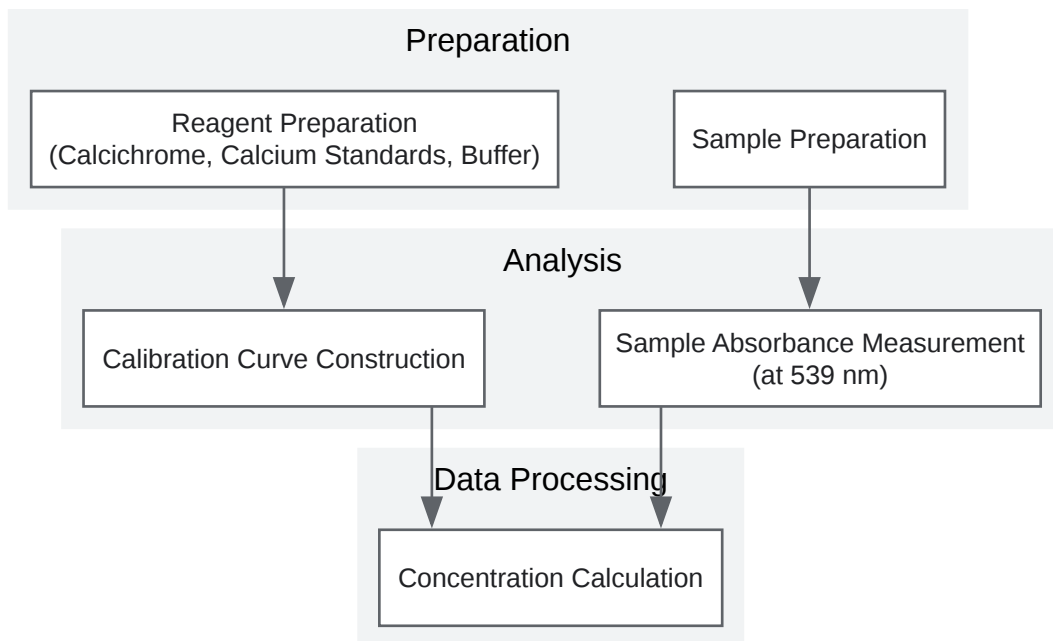 Preparation
Reagent Preparation
(Calcichrome, Calcium Standards, Buffer)
Sample Preparation
Analysis
Calibration Curve Construction
Sample Absorbance Measurement
(at 539 nm)
Data Processing
Concentration Calculation